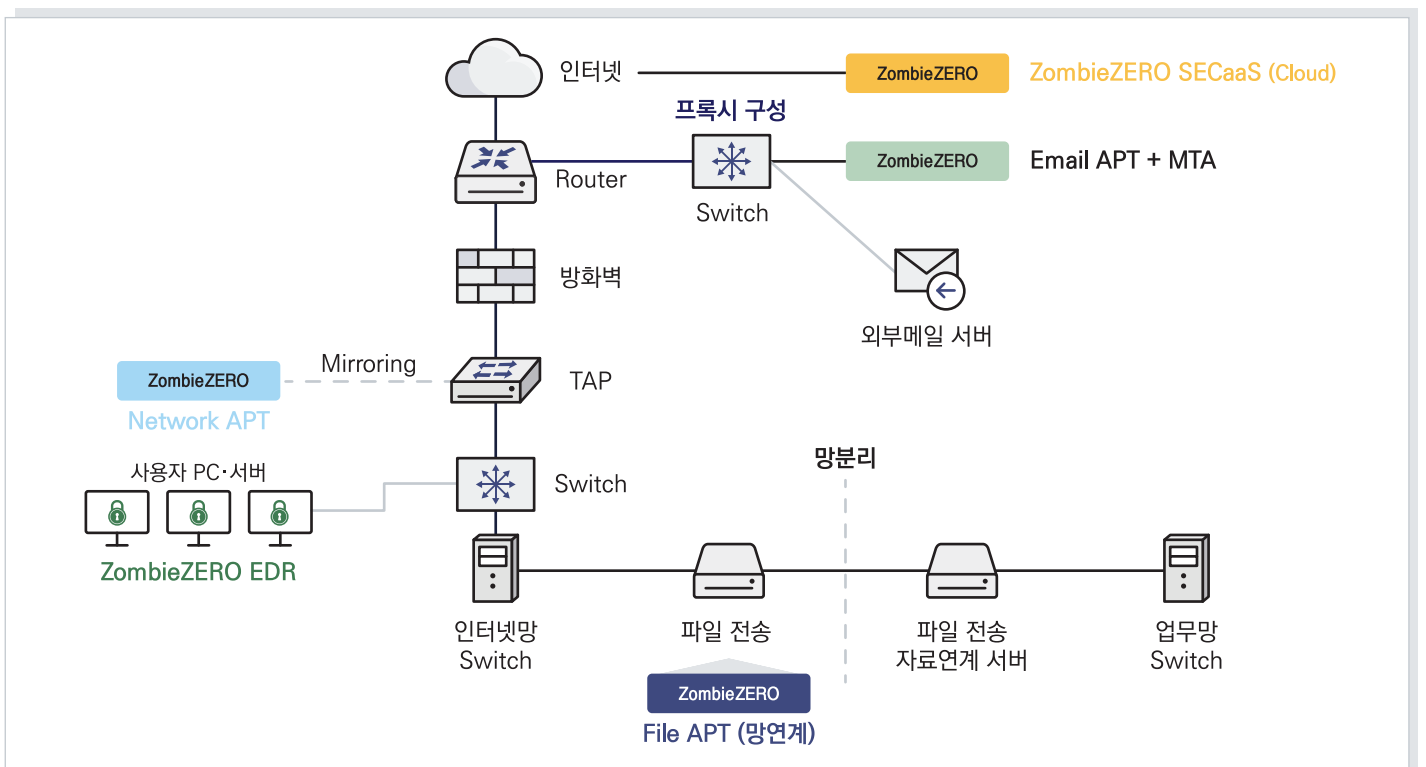 인터넷
ZombieZERO
ZombieZERO SECaaS (Cloud)
프록시 구성
Router
Switch
ZombieZERO
Email APT + MTA
방화벽
외부메일 서버
Mirroring
TAP
ZombieZERO
Network APT
사용자 PC·서버
Switch
ZombieZERO EDR
망분리
인터넷망
Switch
파일 전송
파일 전송
자료연계 서버
업무망
Switch
ZombieZERO
File APT (망연계)